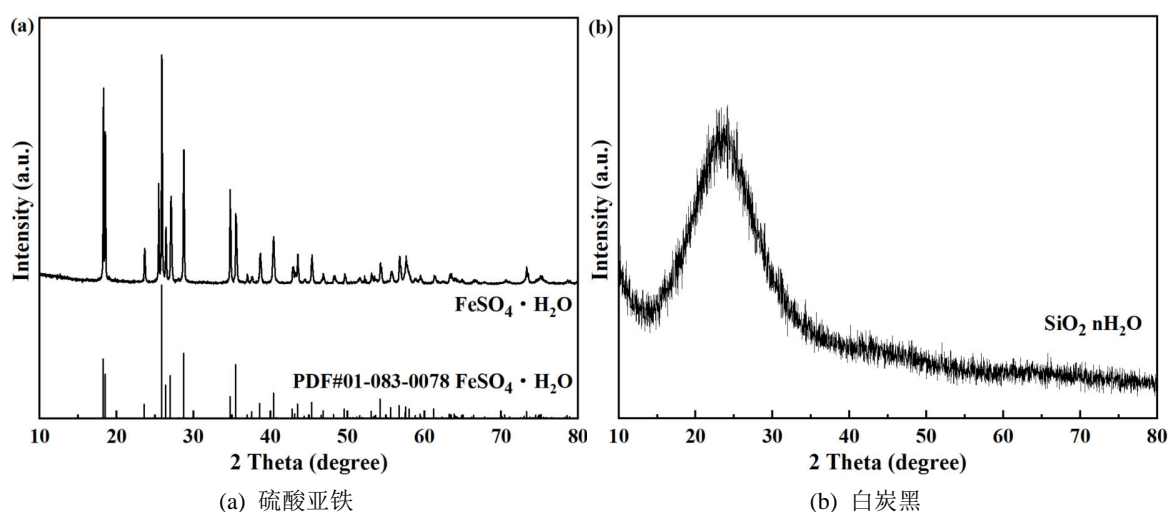 (a)
Intensity (a.u.)
FeSO₄・H₂O
PDF#01-083-0078 FeSO₄・H₂O
10 20 30 40 50 60 70 80
2 Theta (degree)
(a) 硫酸亚铁
(b)
Intensity (a.u.)
SiO₂ nH₂O
10 20 30 40 50 60 70 80
2 Theta (degree)
(b) 白炭黑